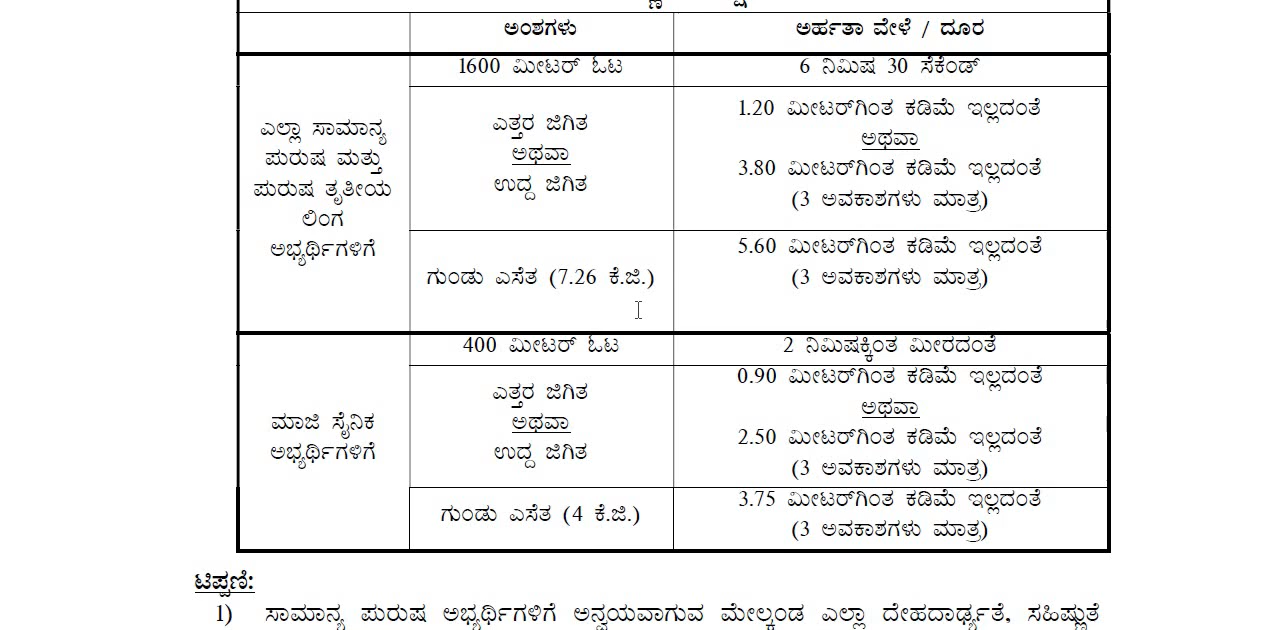 ಅಂಶಗಳು ಅರ್ಹತಾ ವೇಳೆ / ದೂರ
ಎಲ್ಲಾ ಸಾಮಾನ್ಯ
ಪುರುಷ ಮತ್ತು
ಪುರುಷ ತೃತೀಯ
ಲಿಂಗ
ಅಭ್ಯರ್ಥಿಗಳಿಗೆ
1600 ಮೀಟರ್ ಓಟ
6 ನಿಮಿಷ 30 ಸೆಕೆಂಡ್
ಎತ್ತರ ಜಿಗಿತ
ಅಥವಾ
ಉದ್ದ ಜಿಗಿತ
1.20 ಮೀಟರ್‌ಗಿಂತ ಕಡಿಮೆ ಇಲ್ಲದಂತೆ
ಅಥವಾ
3.80 ಮೀಟರ್‌ಗಿಂತ ಕಡಿಮೆ ಇಲ್ಲದಂತೆ
(3 ಅವಕಾಶಗಳು ಮಾತ್ರ)
ಗುಂಡು ಎಸೆತ (7.26 ಕೆ.ಜಿ.)
5.60 ಮೀಟರ್‌ಗಿಂತ ಕಡಿಮೆ ಇಲ್ಲದಂತೆ
(3 ಅವಕಾಶಗಳು ಮಾತ್ರ)
ಮಾಜಿ ಸೈನಿಕ
ಅಭ್ಯರ್ಥಿಗಳಿಗೆ
400 ಮೀಟರ್ ಓಟ
2 ನಿಮಿಷಕ್ಕಿಂತ ಮೀರದಂತೆ
ಎತ್ತರ ಜಿಗಿತ
ಅಥವಾ
ಉದ್ದ ಜಿಗಿತ
0.90 ಮೀಟರ್‌ಗಿಂತ ಕಡಿಮೆ ಇಲ್ಲದಂತೆ
ಅಥವಾ
2.50 ಮೀಟರ್‌ಗಿಂತ ಕಡಿಮೆ ಇಲ್ಲದಂತೆ
(3 ಅವಕಾಶಗಳು ಮಾತ್ರ)
ಗುಂಡು ಎಸೆತ (4 ಕೆ.ಜಿ.)
3.75 ಮೀಟರ್‌ಗಿಂತ ಕಡಿಮೆ ಇಲ್ಲದಂತೆ
(3 ಅವಕಾಶಗಳು ಮಾತ್ರ)
ಟಿಪ್ಪಣಿ:
1) ಸಾಮಾನ್ಯ ಪುರುಷ ಅಭ್ಯರ್ಥಿಗಳಿಗೆ ಅನ್ವಯವಾಗುವ ಮೇಲ್ಕಂಡ ಎಲ್ಲಾ ದೇಹದಾರ್ಢ್ಯತೆ, ಸಹಿಷ್ಣುತೆ